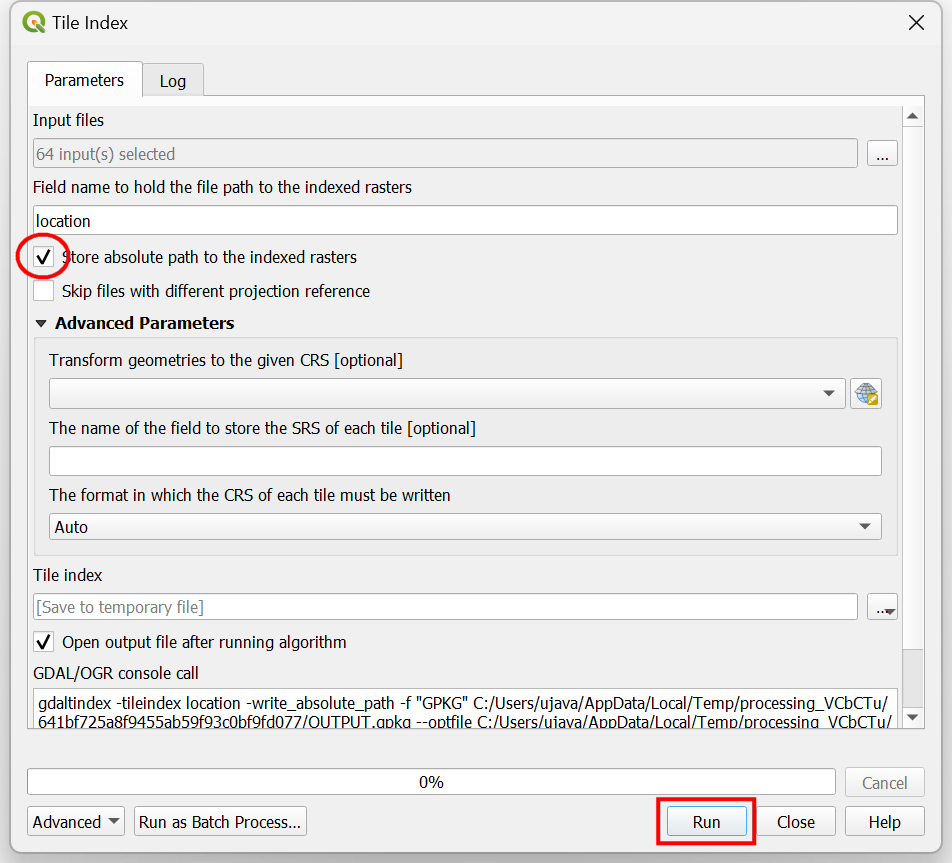 Tile Index
Parameters
Log
Input files
64 input(s) selected
...
Field name to hold the file path to the indexed rasters
location
Store absolute path to the indexed rasters
Skip files with different projection reference
Advanced Parameters
Transform geometries to the given CRS [optional]
The name of the field to store the SRS of each tile [optional]
The format in which the CRS of each tile must be written
Auto
Tile index
[Save to temporary file]
...
Open output file after running algorithm
GDAL/OGR console call
gdaltindex -tileindex location -write_absolute_path -f "GPKG" C:/Users/ujava/AppData/Local/Temp/processing_VCbCTu/
641bf725a8f9455ab59f93c0bf9fd077/OUTPUT.gpkg --optfile C:/Users/ujava/AppData/Local/Temp/processing_VCbCTu/
0%
Cancel
Advanced
Run as Batch Process...
Run
Close
Help